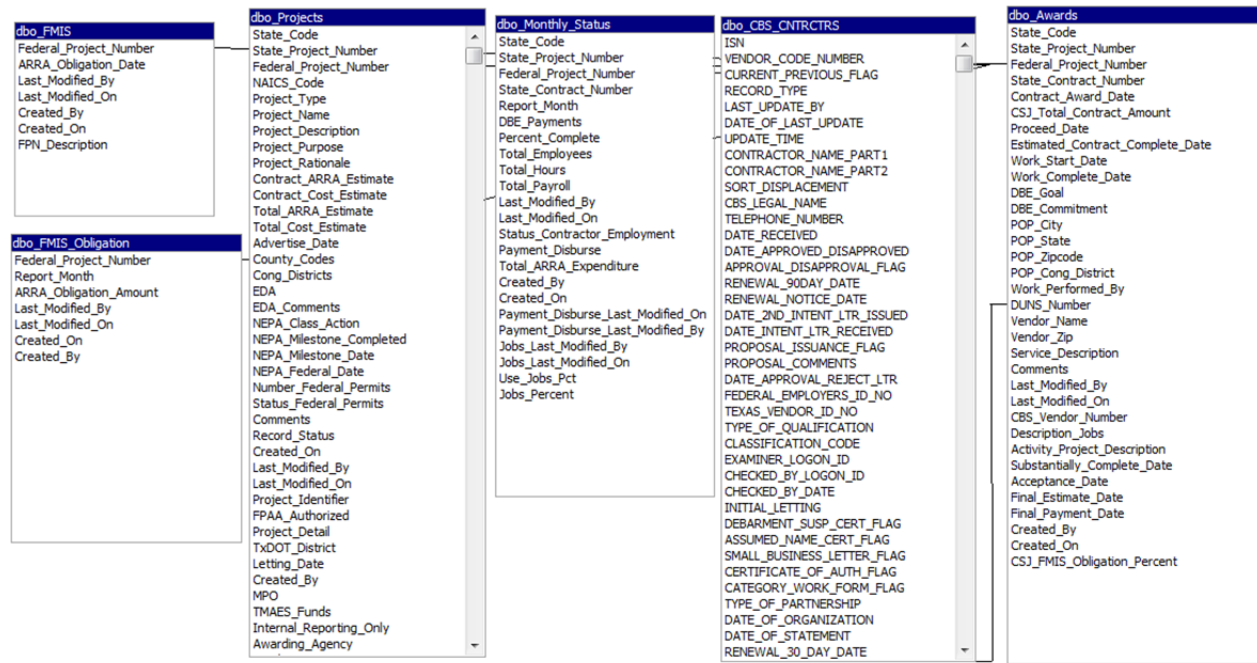 dbo_FMIS
Federal_Project_Number
ARRA_Obligation_Date
Last_Modified_By
Last_Modified_On
Created_By
Created_On
FPN_Description
dbo_FMIS_Obligation
Federal_Project_Number
Report_Month
ARRA_Obligation_Amount
Last_Modified_By
Last_Modified_On
Created_On
Created_By
dbo_Projects
State_Code
State_Project_Number
Federal_Project_Number
NAICS_Code
Project_Type
Project_Name
Project_Description
Project_Purpose
Project_Rationale
Contract_ARRA_Estimate
Contract_Cost_Estimate
Total_ARRA_Estimate
Total_Cost_Estimate
Advertise_Date
County_Codes
Cong_Districts
EDA
EDA_Comments
NEPA_Class_Action
NEPA_Milestone_Completed
NEPA_Milestone_Date
NEPA_Federal_Date
Number_Federal_Permits
Status_Federal_Permits
Comments
Record_Status
Created_On
Last_Modified_By
Last_Modified_On
Project_Identifier
FPAA_Authorized
Project_Detail
TxDOT_District
Letting_Date
Created_By
MPO
TMAES_Funds
Internal_Reporting_Only
Awarding_Agency
dbo_Monthly_Status
State_Code
State_Project_Number
Federal_Project_Number
State_Contract_Number
Report_Month
DBE_Payments
Percent_Complete
Total_Employees
Total_Hours
Total_Payroll
Last_Modified_By
Last_Modified_On
Status_Contractor_Employment
Payment_Disburse
Total_ARRA_Expenditure
Created_By
Created_On
Payment_Disburse_Last_Modified_On
Payment_Disburse_Last_Modified_By
Jobs_Last_Modified_By
Jobs_Last_Modified_On
Use_Jobs_Pct
Jobs_Percent
dbo_CBS_CNTRCTRS
ISN
VENDOR_CODE_NUMBER
CURRENT_PREVIOUS_FLAG
RECORD_TYPE
LAST_UPDATE_BY
DATE_OF_LAST_UPDATE
UPDATE_TIME
CONTRACTOR_NAME_PART1
CONTRACTOR_NAME_PART2
SORT_DISPLACEMENT
CBS_LEGAL_NAME
TELEPHONE_NUMBER
DATE_RECEIVED
DATE_APPROVED_DISAPPROVED
APPROVAL_DISAPPROVAL_FLAG
RENEWAL_90DAY_DATE
RENEWAL_NOTICE_DATE
DATE_2ND_INTENT_LTR_ISSUED
DATE_INTENT_LTR_RECEIVED
PROPOSAL_ISSUANCE_FLAG
PROPOSAL_COMMENTS
DATE_APPROVAL_REJECT_LTR
FEDERAL_EMPLOYERS_ID_NO
TEXAS_VENDOR_ID_NO
TYPE_OF_QUALIFICATION
CLASSIFICATION_CODE
EXAMINER_LOGON_ID
CHECKED_BY_LOGON_ID
CHECKED_BY_DATE
INITIAL_LETTING
DEBARMENT_SUSP_CERT_FLAG
ASSUMED_NAME_CERT_FLAG
SMALL_BUSINESS_LETTER_FLAG
CERTIFICATE_OF_AUTH_FLAG
CATEGORY_WORK_FORM_FLAG
TYPE_OF_PARTNERSHIP
DATE_OF_ORGANIZATION
DATE_OF_STATEMENT
RENEWAL_30_DAY_DATE
dbo_Awards
State_Code
State_Project_Number
Federal_Project_Number
State_Contract_Number
Contract_Award_Date
CSJ_Total_Contract_Amount
Proceed_Date
Estimated_Contract_Complete_Date
Work_Start_Date
Work_Complete_Date
DBE_Goal
DBE_Commitment
POP_City
POP_State
POP_Zipcode
POP_Cong_District
Work_Performed_By
DUNS_Number
Vendor_Name
Vendor_Zip
Service_Description
Comments
Last_Modified_By
Last_Modified_On
CBS_Vendor_Number
Description_Jobs
Activity_Project_Description
Substantially_Complete_Date
Acceptance_Date
Final_Estimate_Date
Final_Payment_Date
Created_By
Created_On
CSJ_FMIS_Obligation_Percent